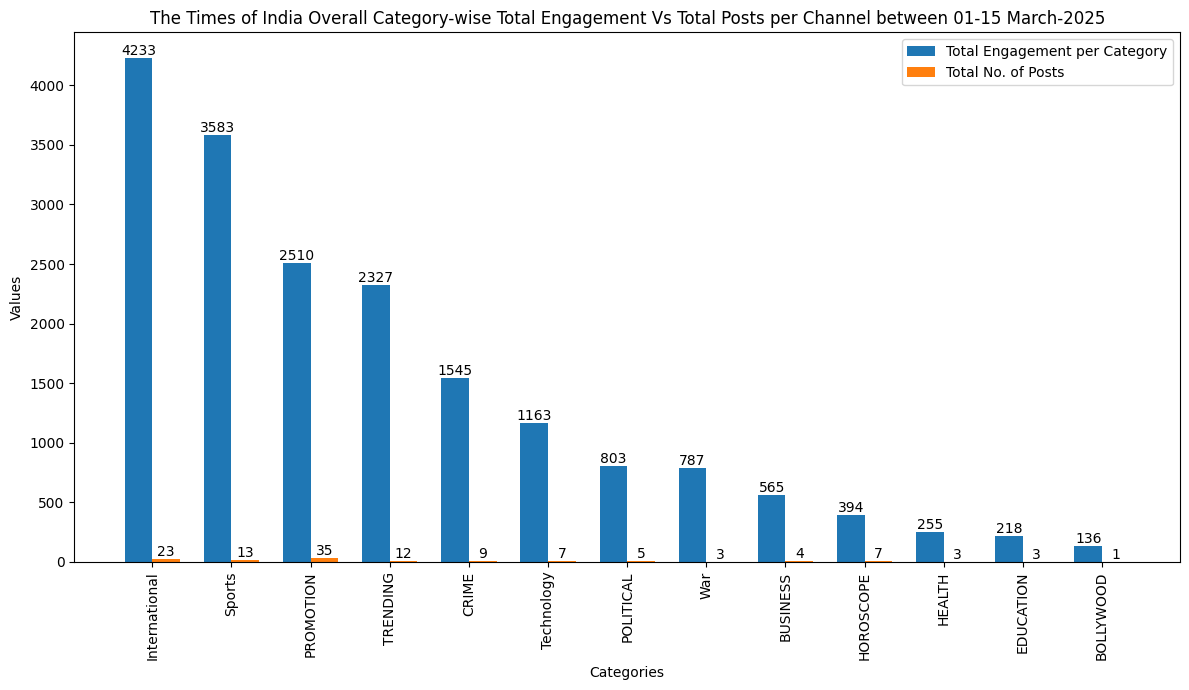 The Times of India Overall Category-wise Total Engagement Vs Total Posts per Channel between 01-15 March-2025
Total Engagement per Category
Total No. of Posts
Values
4000
3500
3000
2500
2000
1500
1000
500
0
4233
23
3583
13
2510
35
2327
12
1545
9
1163
7
803
5
787
3
565
4
394
7
255
3
218
3
136
1
International
Sports
PROMOTION
TRENDING
CRIME
Technology
POLITICAL
War
BUSINESS
HOROSCOPE
HEALTH
EDUCATION
BOLLYWOOD
Categories